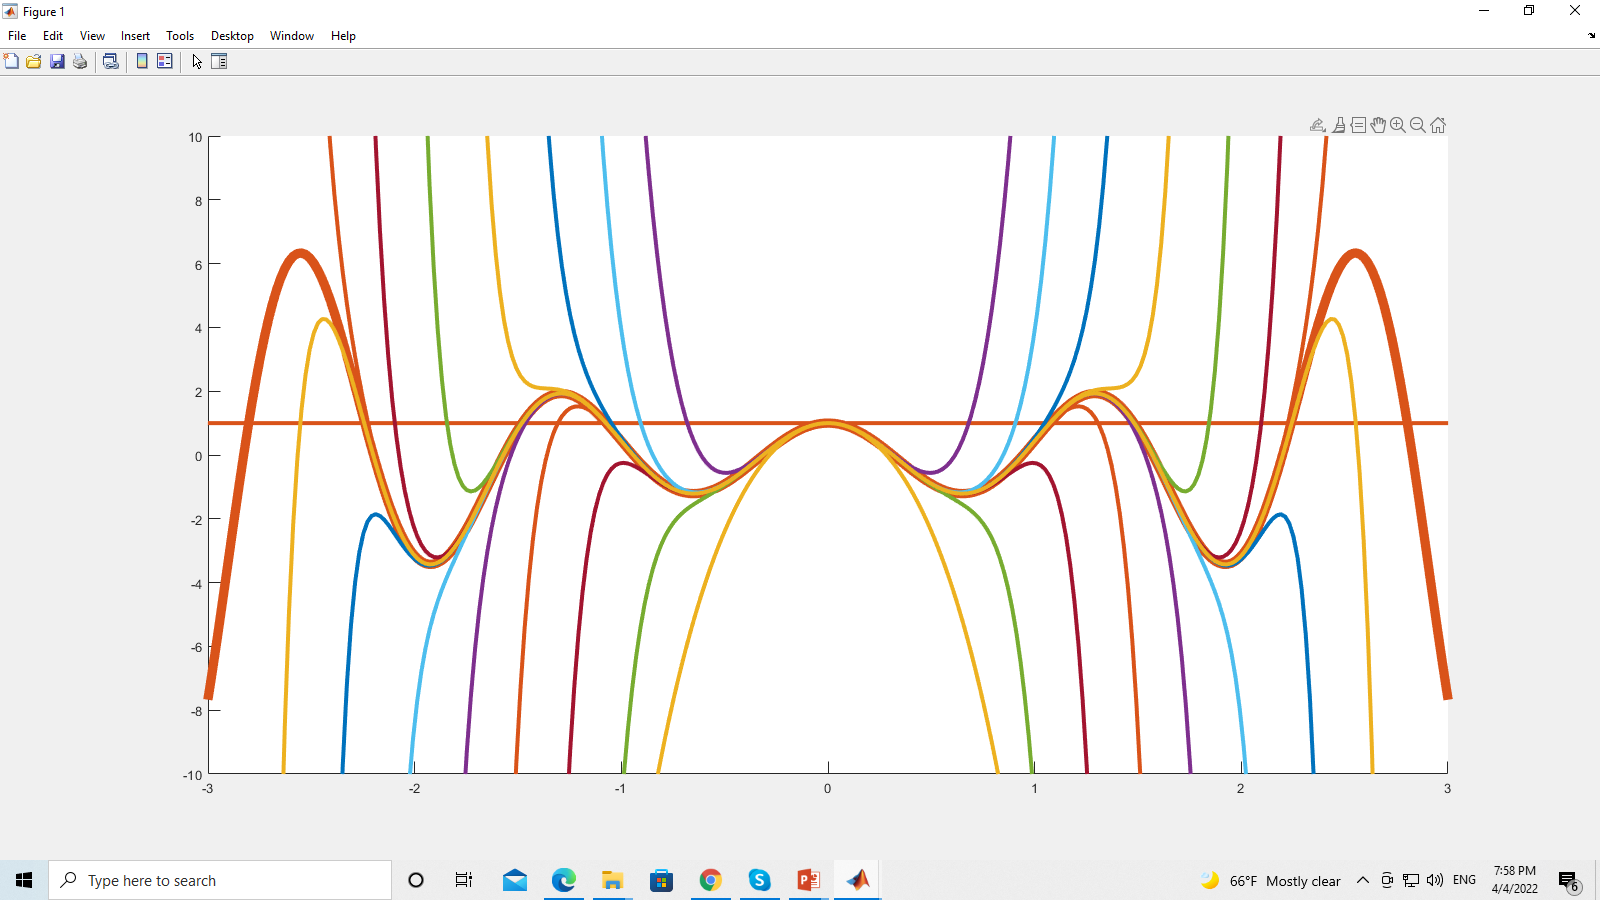 Figure 1
File Edit View Insert Tools Desktop Window Help
10
8
6
4
2
0
-2
-4
-6
-8
-10
-3 -2 -1 0 1 2 3
Type here to search
66°F Mostly clear
ENG
7:58 PM
4/4/2022
6